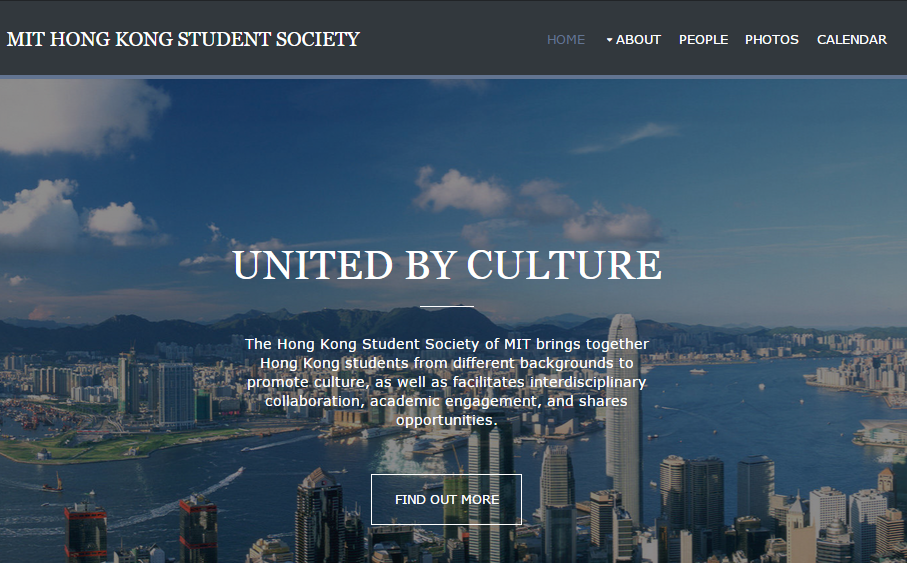 MIT HONG KONG STUDENT SOCIETY
HOME
ABOUT
PEOPLE
PHOTOS
CALENDAR
UNITED BY CULTURE
The Hong Kong Student Society of MIT brings together
Hong Kong students from different backgrounds to
promote culture, as well as facilitates interdisciplinary
collaboration, academic engagement, and shares
opportunities.
FIND OUT MORE